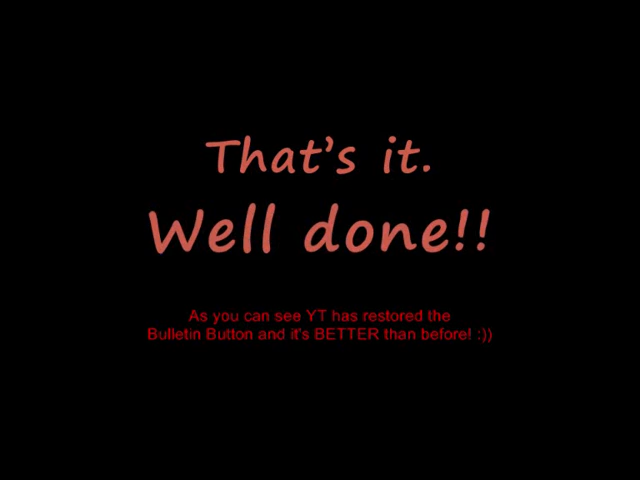 That's it.
Well done!!
As you can see YT has restored the
Bulletin Button and it's BETTER than before! :))